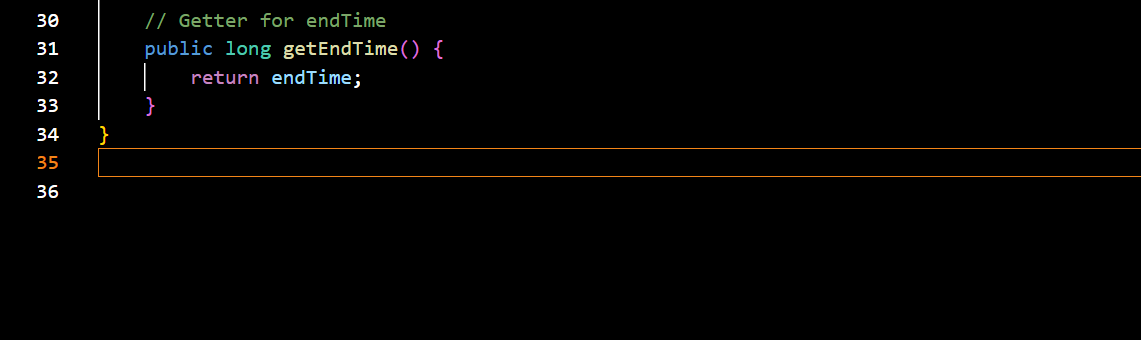 30 // Getter for endTime
31 public long getEndTime() {
32 return endTime;
33 }
34 }
35
36